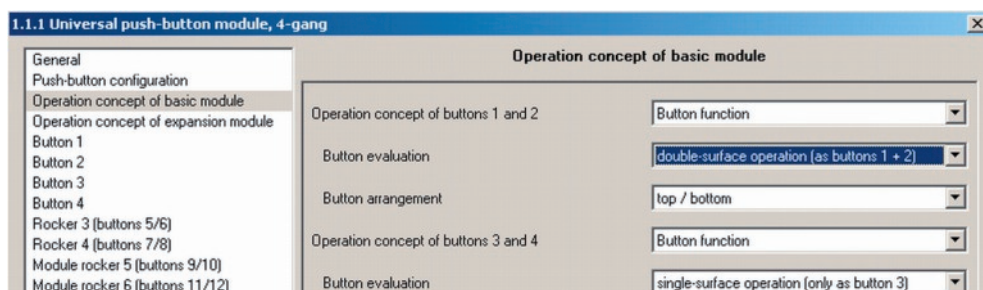 1.1.1 Universal push-button module, 4-gang
General
Push-button configuration
Operation concept of basic module
Operation concept of expansion module
Button 1
Button 2
Button 3
Button 4
Rocker 3 (buttons 5/6)
Rocker 4 (buttons 7/8)
Module rocker 5 (buttons 9/10)
Module rocker 6 (buttons 11/12)
Operation concept of basic module
Operation concept of buttons 1 and 2 Button function
Button evaluation double-surface operation (as buttons 1 + 2)
Button arrangement top / bottom
Operation concept of buttons 3 and 4 Button function
Button evaluation single-surface operation (only as button 3)